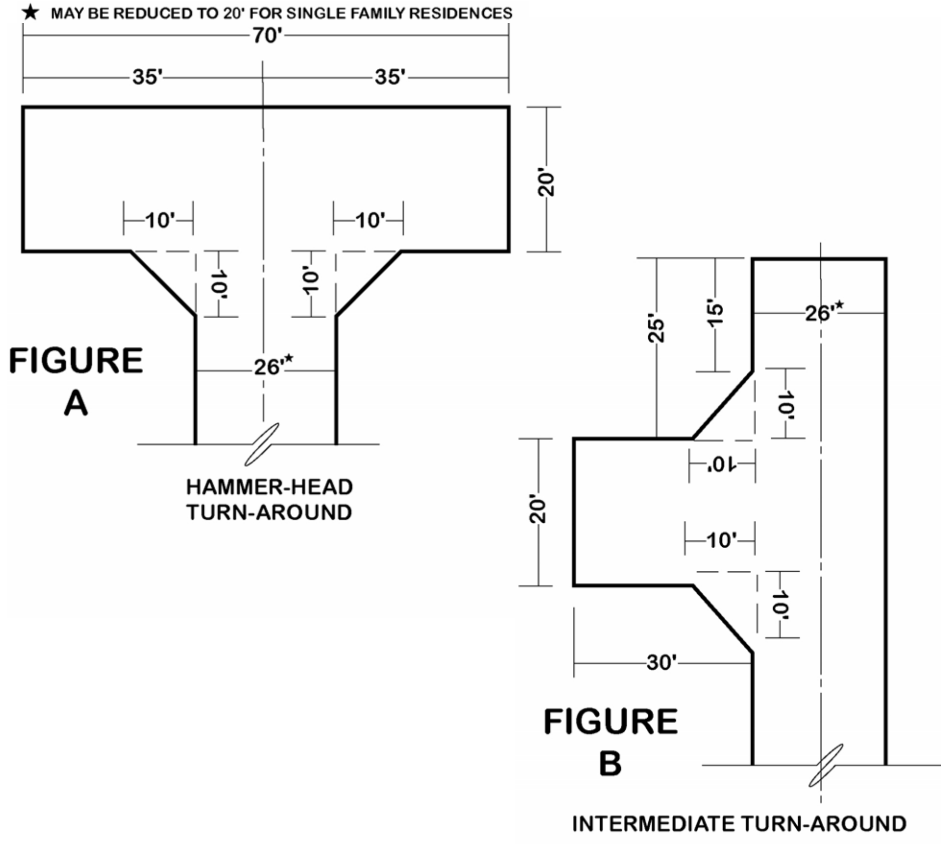 ★ MAY BE REDUCED TO 20' FOR SINGLE FAMILY RESIDENCES
70'
35' 35'
20'
10' 10'
10' 10'
26'★
FIGURE
A
HAMMER-HEAD
TURN-AROUND
25' 15' 26'★
10'
10'
20'
10'
10'
30'
FIGURE
B
INTERMEDIATE TURN-AROUND